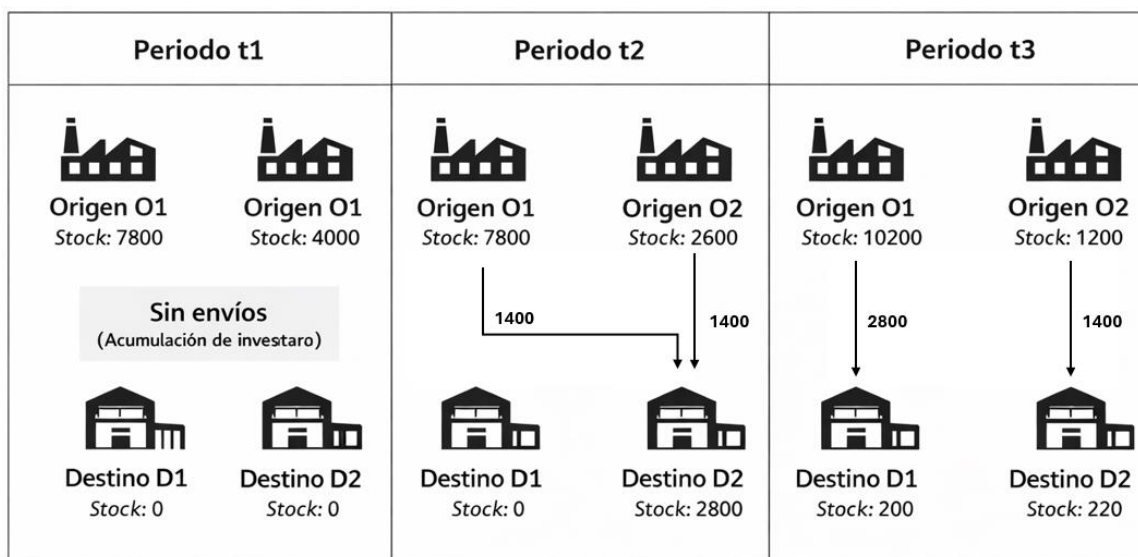 Periodo t1
Periodo t2
Periodo t3
Origen O1
Origen O1
Origen O1
Origen O2
Origen O1
Origen O2
Stock: 7800
Stock: 4000
Stock: 7800
Stock: 2600
Stock: 10200
Stock: 1200
Sin envíos
(Acumulación de investaro)
1400
1400
2800
1400
Destino D1
Destino D2
Destino D1
Destino D2
Destino D1
Destino D2
Stock: 0
Stock: 0
Stock: 0
Stock: 2800
Stock: 200
Stock: 220